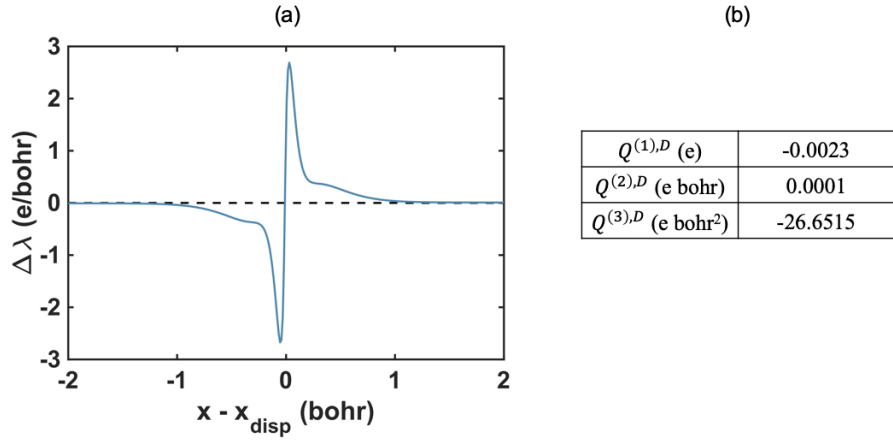 (a)
(b)
3
2
1
0
-1
-2
-3
Δλ (e/bohr)
-2 -1 0 1 2
x - x_disp (bohr)
Q^(1),D (e) -0.0023
Q^(2),D (e bohr) 0.0001
Q^(3),D (e bohr²) -26.6515